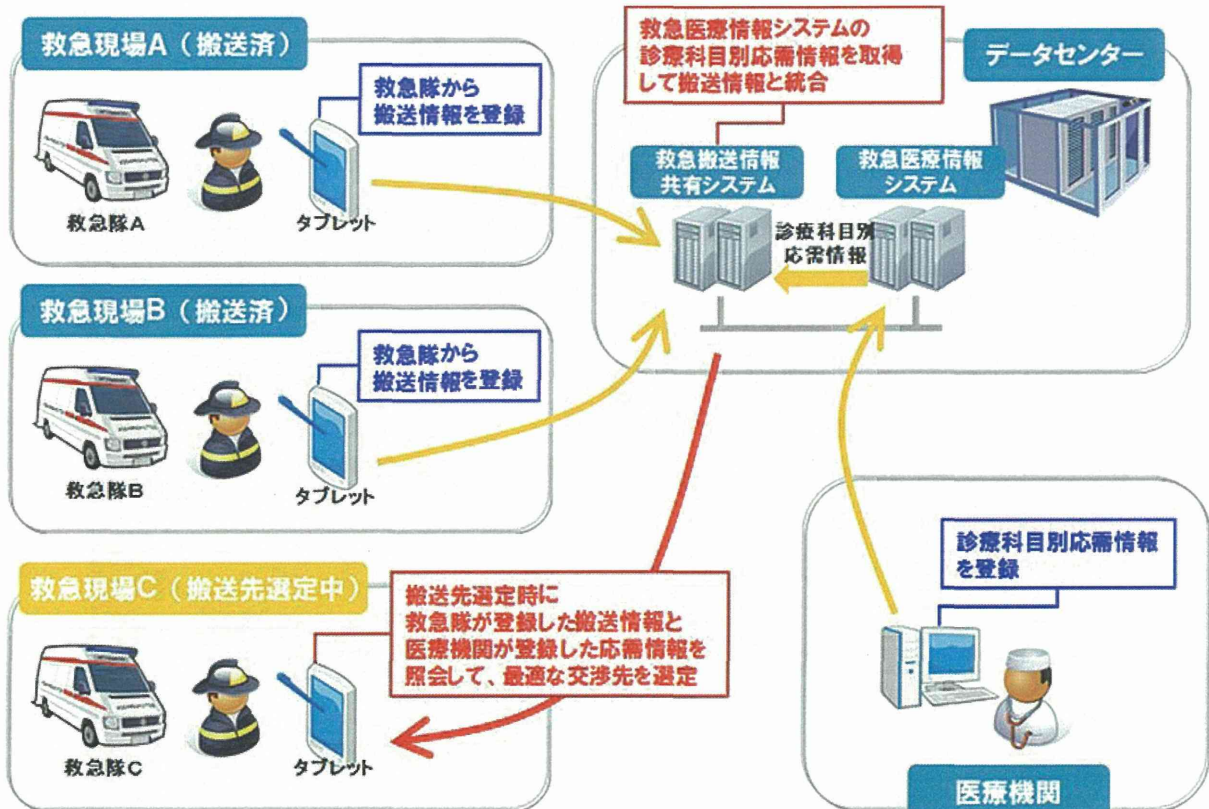 救急現場A（搬送済）
救急隊から
搬送情報を登録
救急隊A
タブレット
救急医療情報システムの
診療科目別応需情報を取得
して搬送情報と統合
データセンター
救急搬送情報
共有システム
救急医療情報
システム
診療科目別
応需情報
救急現場B（搬送済）
救急隊から
搬送情報を登録
救急隊B
タブレット
救急現場C（搬送先選定中）
搬送先選定時に
救急隊が登録した搬送情報と
医療機関が登録した応需情報を
照会して、最適な交渉先を選定
救急隊C
タブレット
診療科目別応需情報
を登録
医療機関